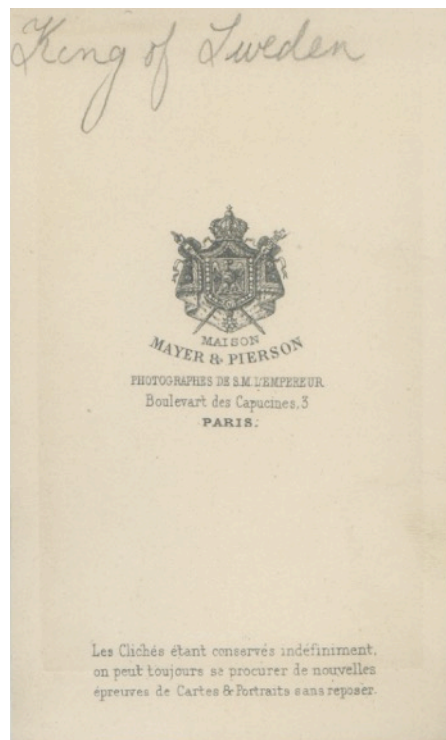 King of Sweden
MAISON
MAYER & PIERSON
PHOTOGRAPHES DE S.M. L'EMPEREUR
Boulevart des Capucines, 3
PARIS.
Les Clichés étant conservés indéfiniment,
on peut toujours se procurer de nouvelles
épreuves de Cartes & Portraits sans reposer.